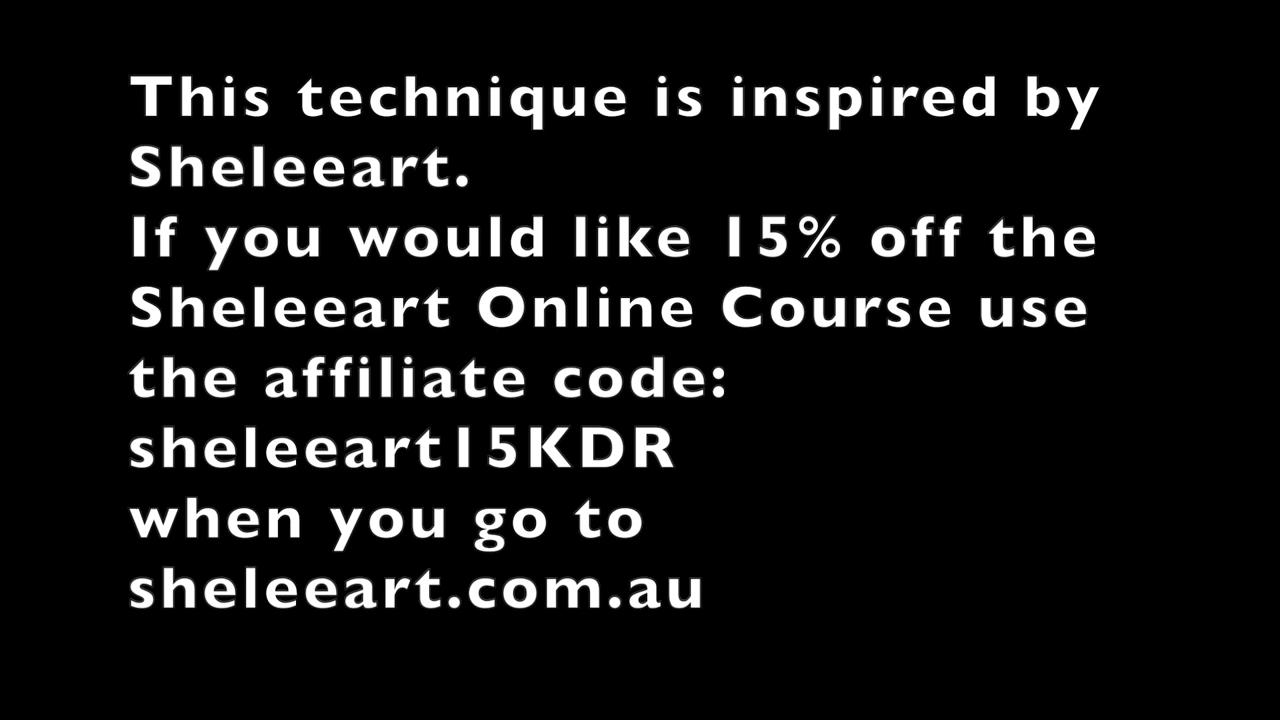 This technique is inspired by
Sheleeart.
If you would like 15% off the
Sheleeart Online Course use
the affiliate code:
sheleeart15KDR
when you go to
sheleeart.com.au